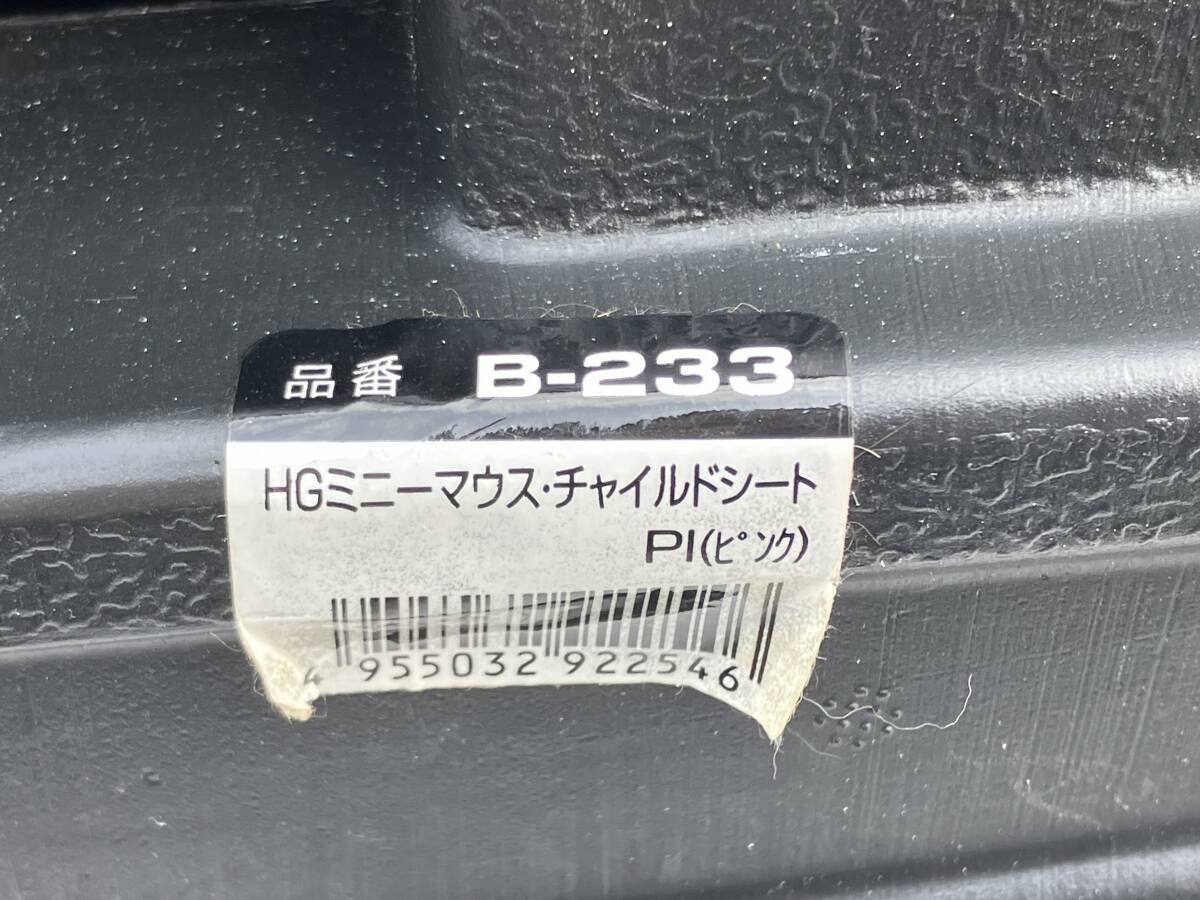 品番 B-233
HGミニーマウス・チャイルドシート
PI(ピンク)
4 955032 922546